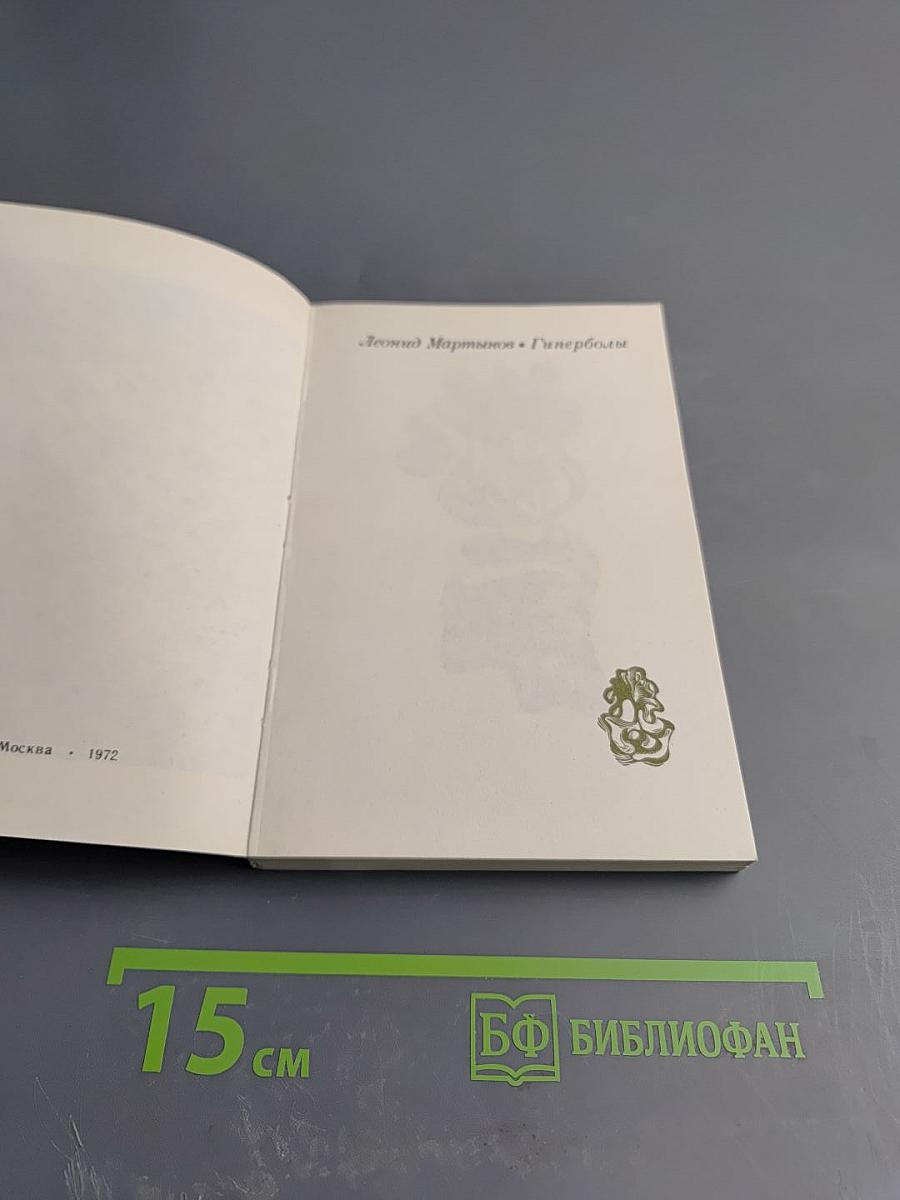 Леонид Мартынов • Гиперболы
Москва • 1972
15 см
БФ БИБЛИОФАН